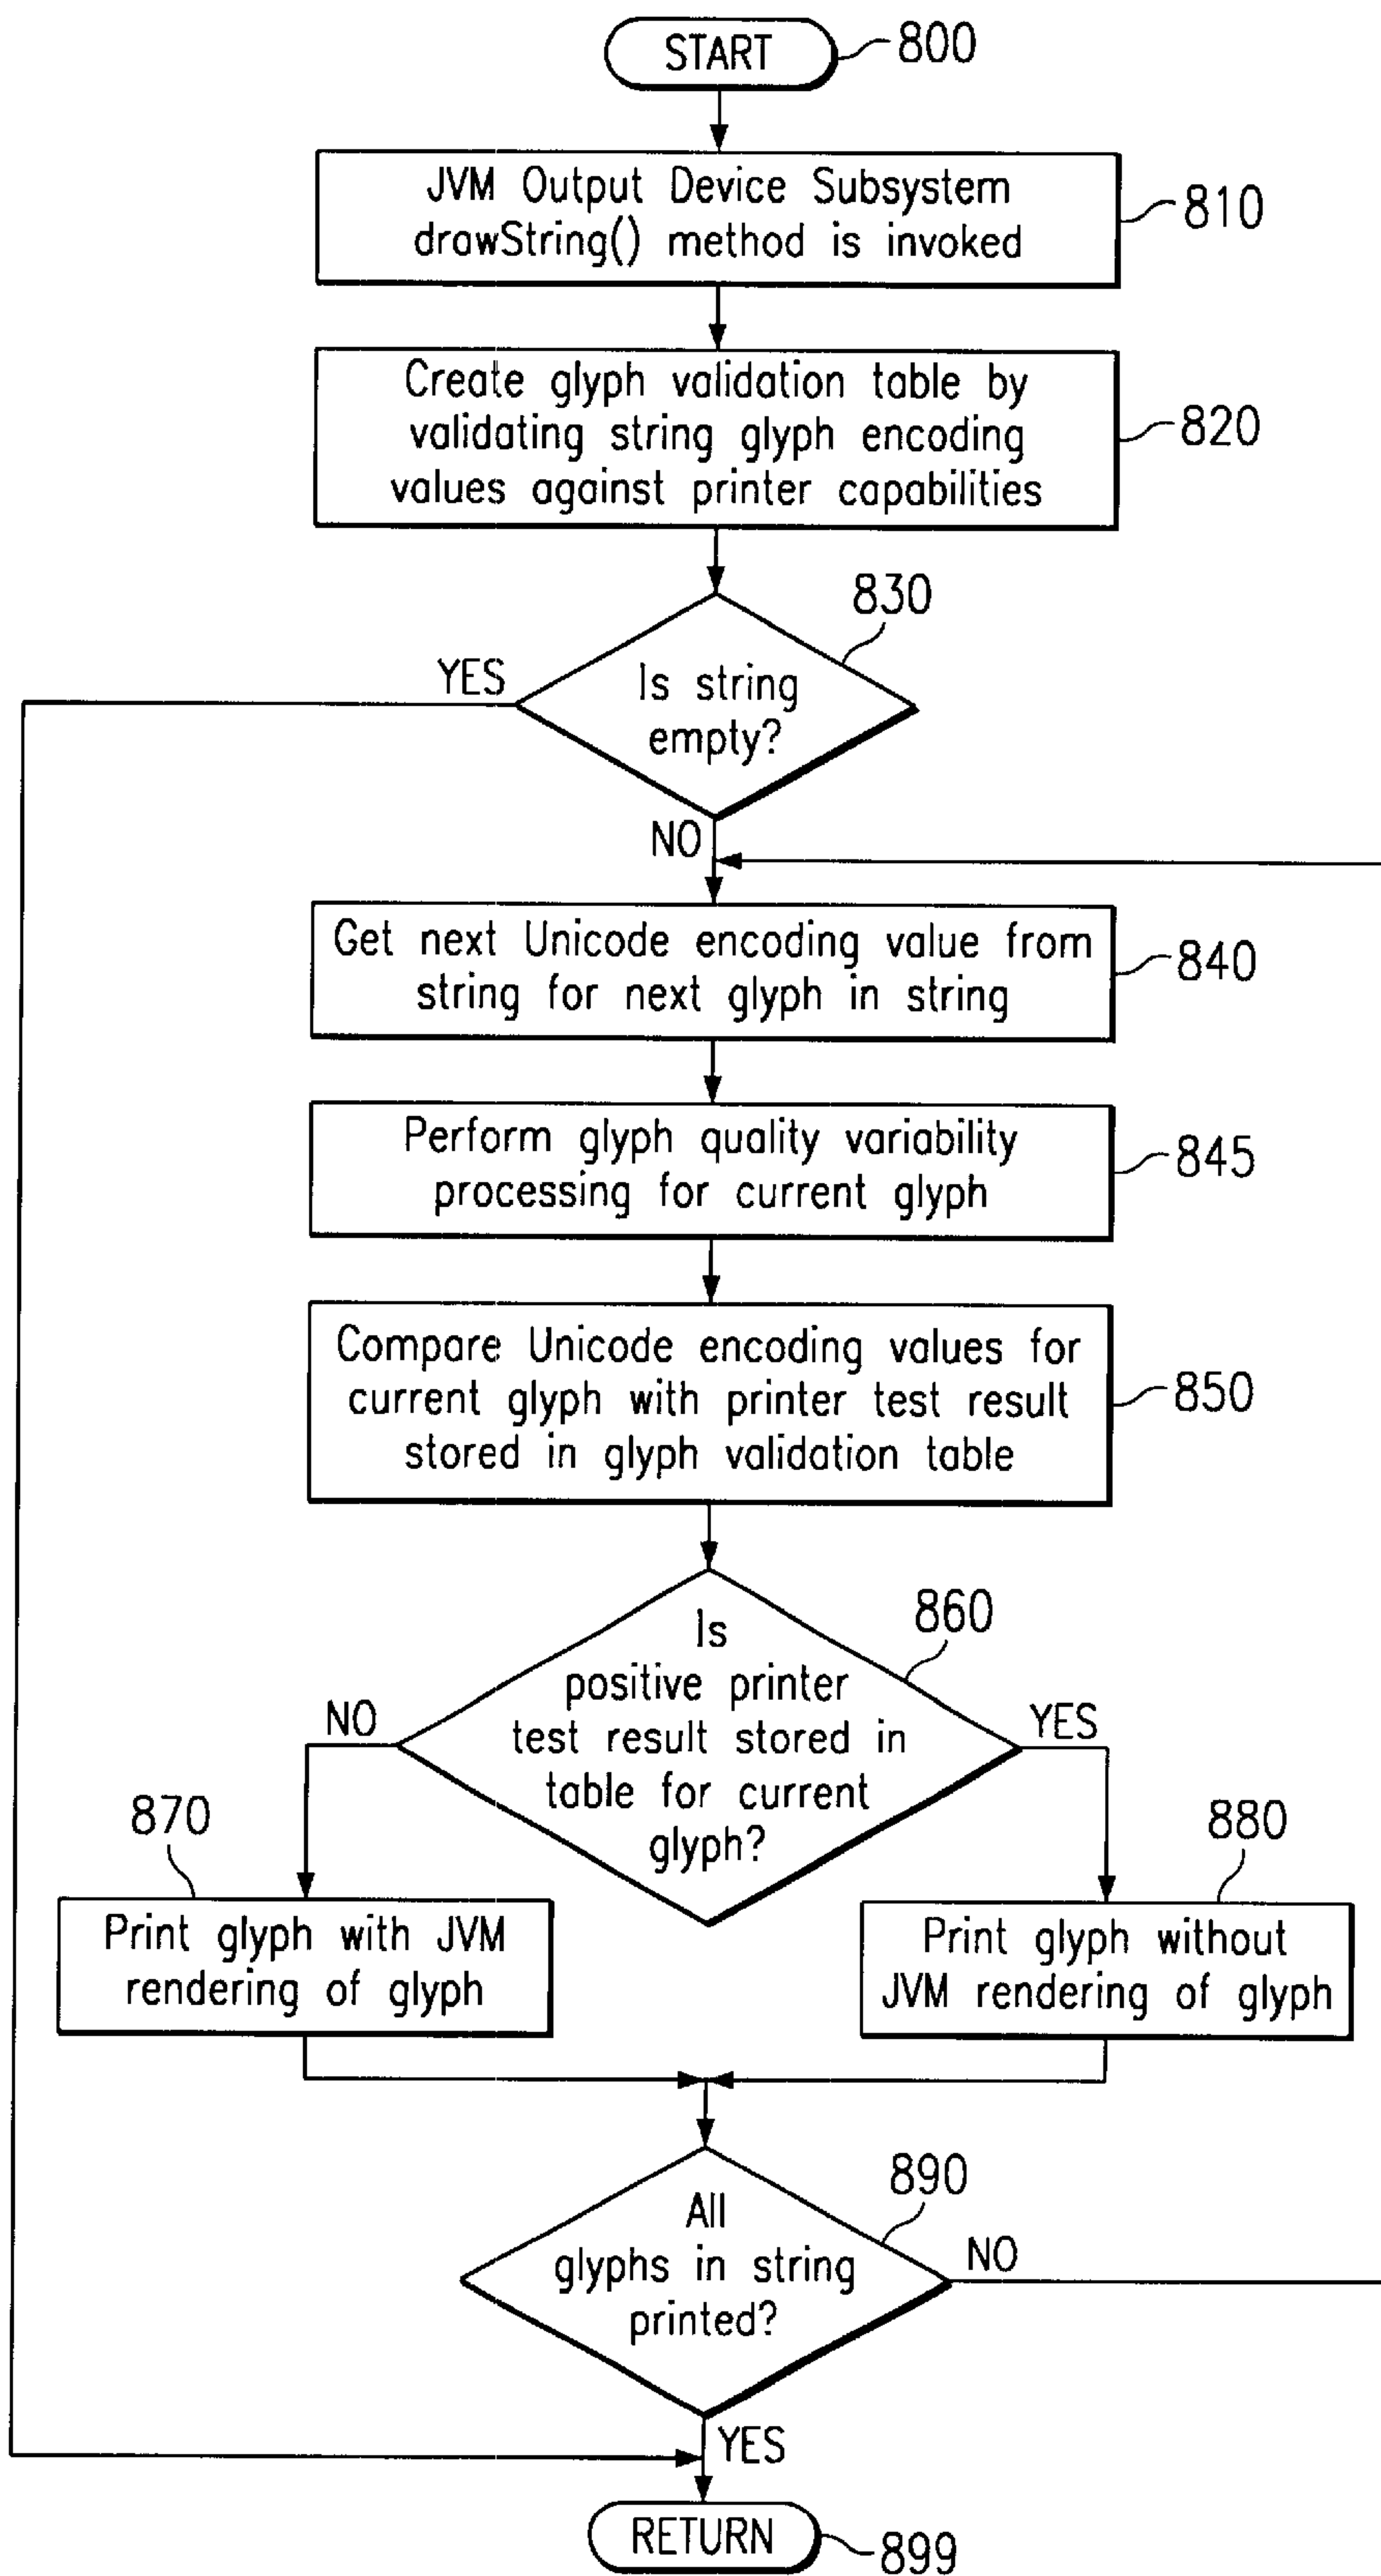 START
800
JVM Output Device Subsystem
drawString() method is invoked
810
Create glyph validation table by
validating string glyph encoding
values against printer capabilities
820
830
YES
Is string
empty?
NO
Get next Unicode encoding value from
string for next glyph in string
840
Perform glyph quality variability
processing for current glyph
845
Compare Unicode encoding values for
current glyph with printer test result
stored in glyph validation table
850
860
Is
positive printer
test result stored in
table for current
glyph?
NO
YES
870
880
Print glyph with JVM
rendering of glyph
Print glyph without
JVM rendering of glyph
890
All
glyphs in string
printed?
NO
YES
RETURN
899